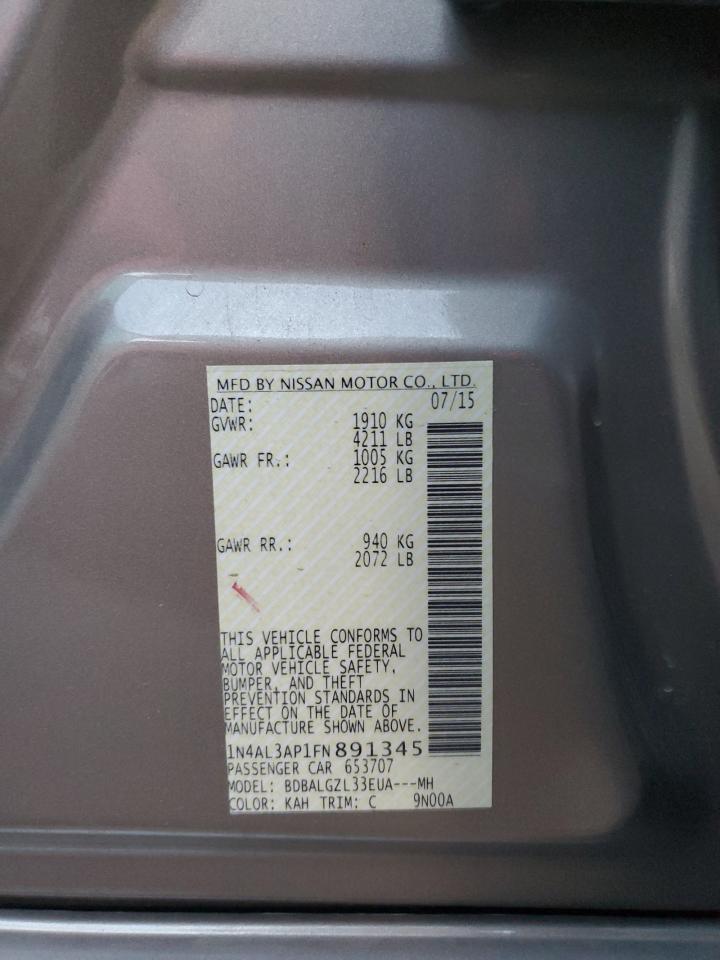 MFD BY NISSAN MOTOR CO., LTD.
DATE: 07/15
GVWR: 1910 KG
4211 LB
GAWR FR.: 1005 KG
2216 LB
GAWR RR.: 940 KG
2072 LB
THIS VEHICLE CONFORMS TO
ALL APPLICABLE FEDERAL
MOTOR VEHICLE SAFETY,
BUMPER, AND THEFT
PREVENTION STANDARDS IN
EFFECT ON THE DATE OF
MANUFACTURE SHOWN ABOVE.
1N4AL3AP1FN891345
PASSENGER CAR 653707
MODEL: BDBALGZL33EUA---MH
COLOR: KAH TRIM: C 9N00A